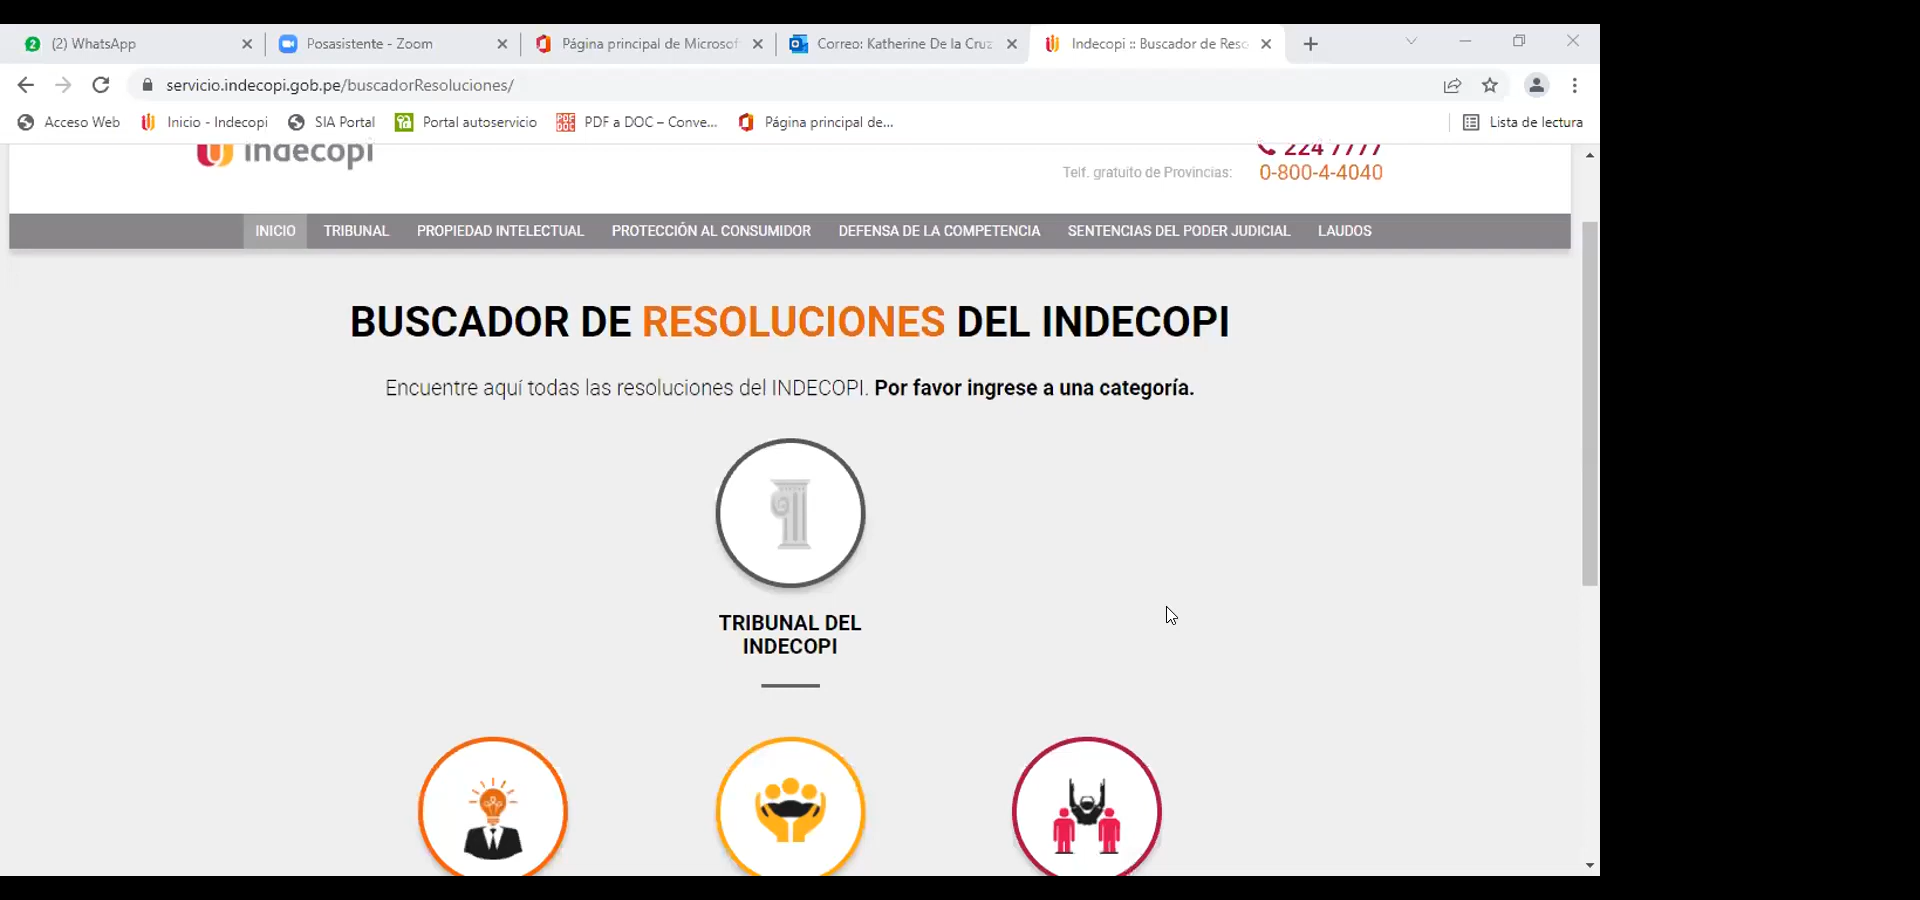 2 (2) WhatsApp
Posasistente - Zoom
Página principal de Microsof
Correo: Katherine De la Cruz
Indecopi :: Buscador de Reso
servicio.indecopi.gob.pe/buscadorResoluciones/
Acceso Web
Inicio - Indecopi
SIA Portal
Portal autoservicio
PDF DOC PDF a DOC – Conve...
Página principal de...
Lista de lectura
indecopi
224 7777
Telf. gratuito de Provincias: 0-800-4-4040
INICIO TRIBUNAL PROPIEDAD INTELECTUAL PROTECCIÓN AL CONSUMIDOR DEFENSA DE LA COMPETENCIA SENTENCIAS DEL PODER JUDICIAL LAUDOS
BUSCADOR DE RESOLUCIONES DEL INDECOPI
Encuentre aquí todas las resoluciones del INDECOPI. Por favor ingrese a una categoría.
TRIBUNAL DEL
INDECOPI